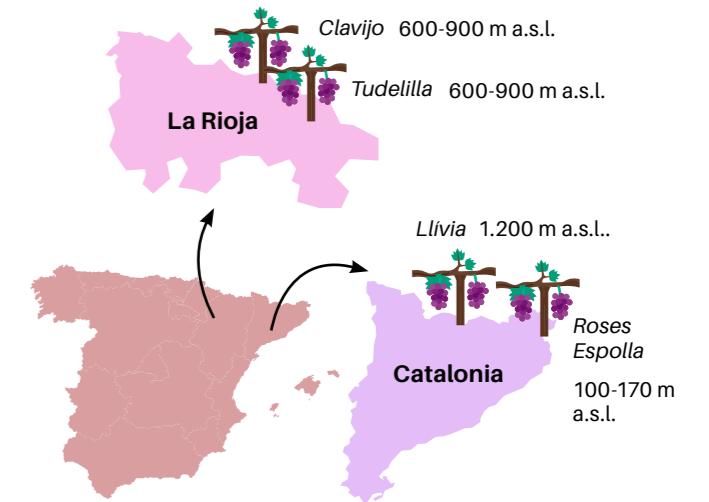 Clavijo 600-900 m a.s.l.
Tudelilla 600-900 m a.s.l.
La Rioja
Llívia 1.200 m a.s.l..
Roses
Espolla
Catalonia
100-170 m
a.s.l.